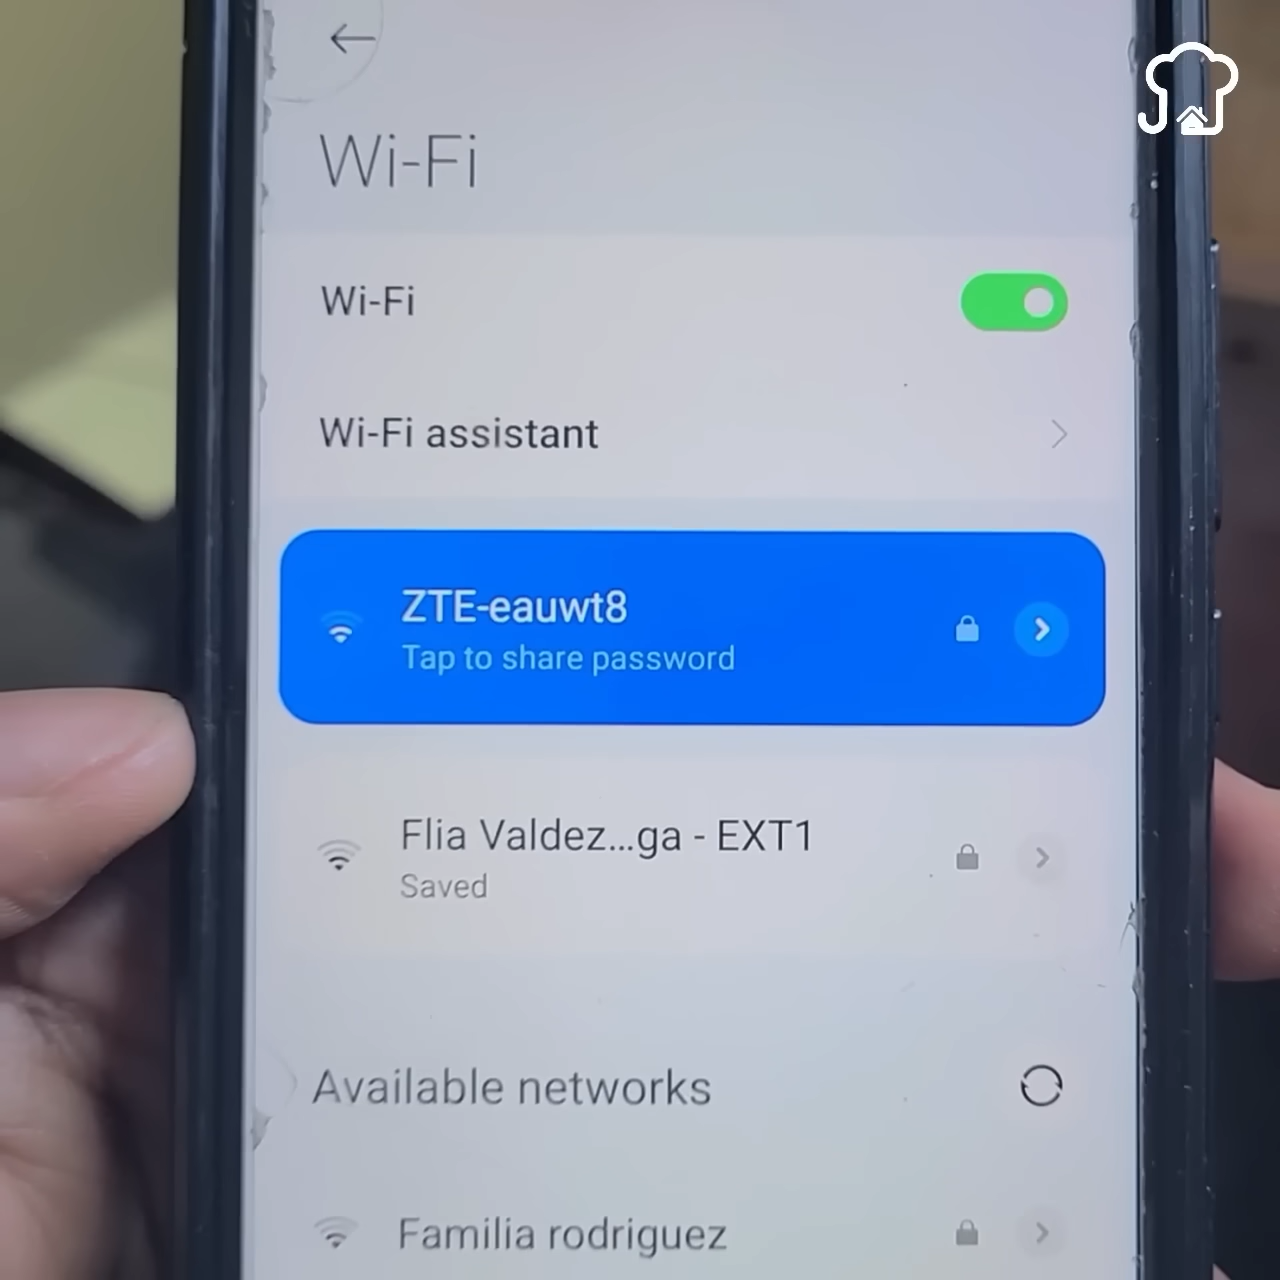 Wi-Fi
Wi-Fi
Wi-Fi assistant
ZTE-eauwt8
Tap to share password
Flia Valdez...ga - EXT1
Saved
Available networks
Familia rodriguez